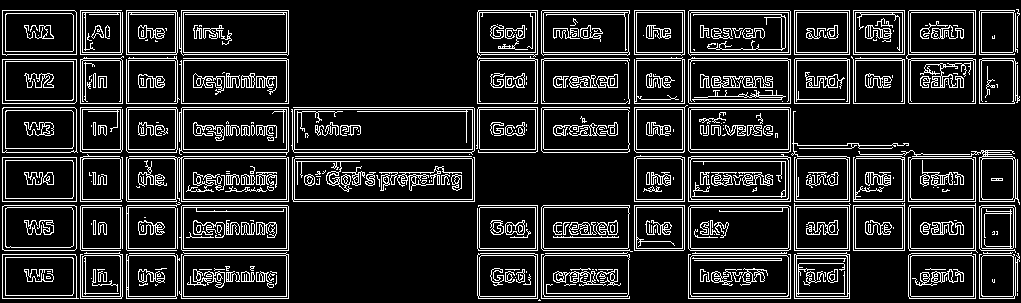 W1 At the first, God made the heaven and the earth .
W2 In the beginning God created the heavens and the earth .
W3 In the beginning when God created the universe,
W4 In the beginning of God's preparing the heavens and the earth --
W5 In the beginning God created the sky and the earth .
W6 In the beginning God created heaven and earth .